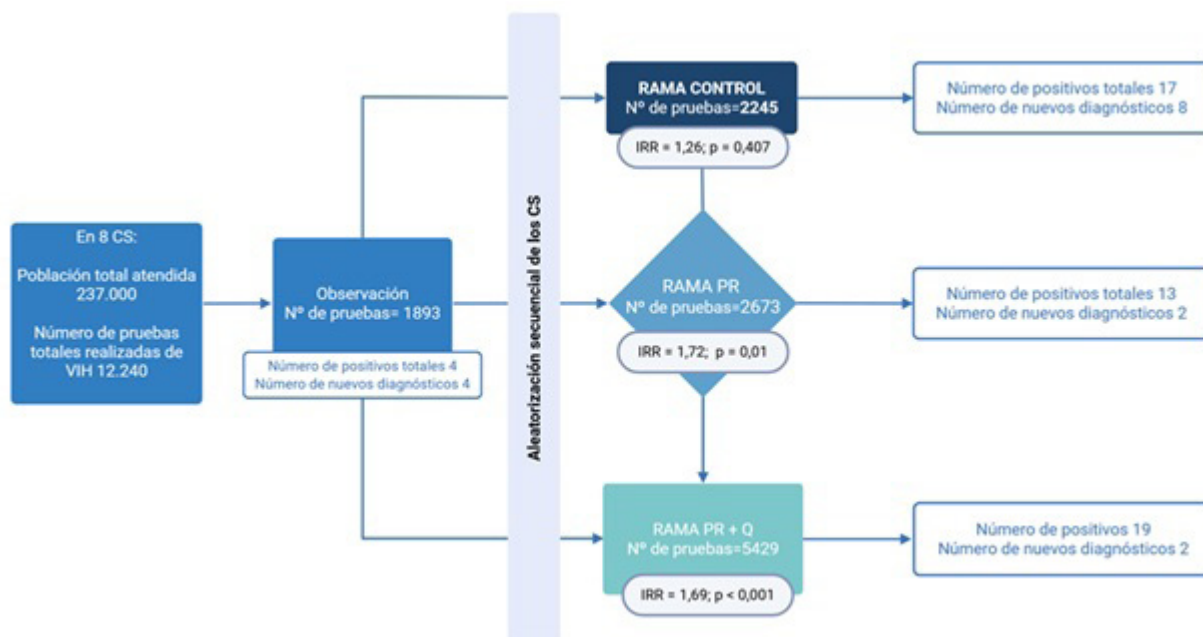 En 8 CS:
Población total atendida
237.000
Número de pruebas
totales realizadas de
VIH 12.240
Observación
Nº de pruebas= 1893
Número de positivos totales 4
Número de nuevos diagnósticos 4
Aleatorización secuencial de los CS
RAMA CONTROL
Nº de pruebas=2245
IRR = 1,26; p = 0,407
Número de positivos totales 17
Número de nuevos diagnósticos 8
RAMA PR
Nº de pruebas=2673
IRR = 1,72; p = 0,01
Número de positivos totales 13
Número de nuevos diagnósticos 2
RAMA PR + Q
Nº de pruebas=5429
IRR = 1,69; p < 0,001
Número de positivos 19
Número de nuevos diagnósticos 2